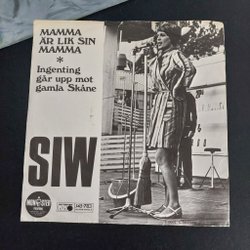 MAMMA
ÄR LIK SIN
MAMMA
*
Ingenting
går upp mot
gamla Skåne
SIW